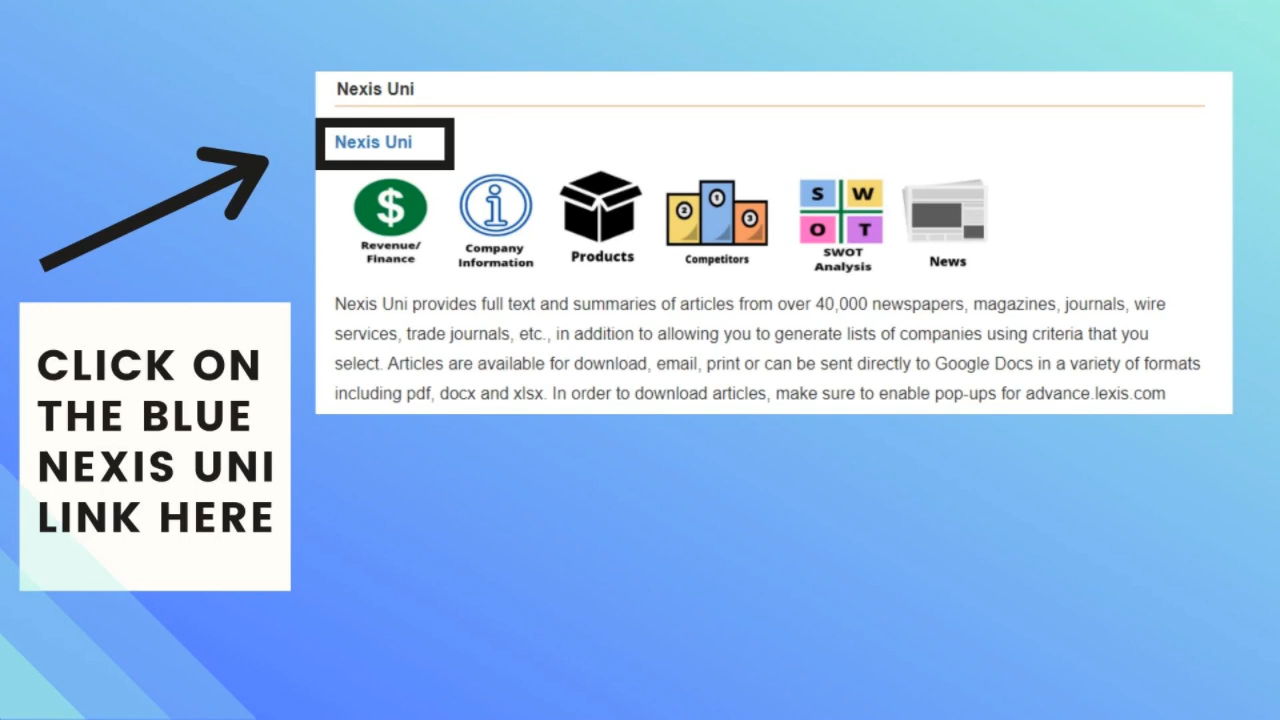 Nexis Uni
Nexis Uni
$
i
Revenue/
Finance
Company
Information
Products
2
1
3
Competitors
S W
O T
SWOT
Analysis
News
Nexis Uni provides full text and summaries of articles from over 40,000 newspapers, magazines, journals, wire
services, trade journals, etc., in addition to allowing you to generate lists of companies using criteria that you
select. Articles are available for download, email, print or can be sent directly to Google Docs in a variety of formats
including pdf, docx and xlsx. In order to download articles, make sure to enable pop-ups for advance.lexis.com
CLICK ON
THE BLUE
NEXIS UNI
LINK HERE